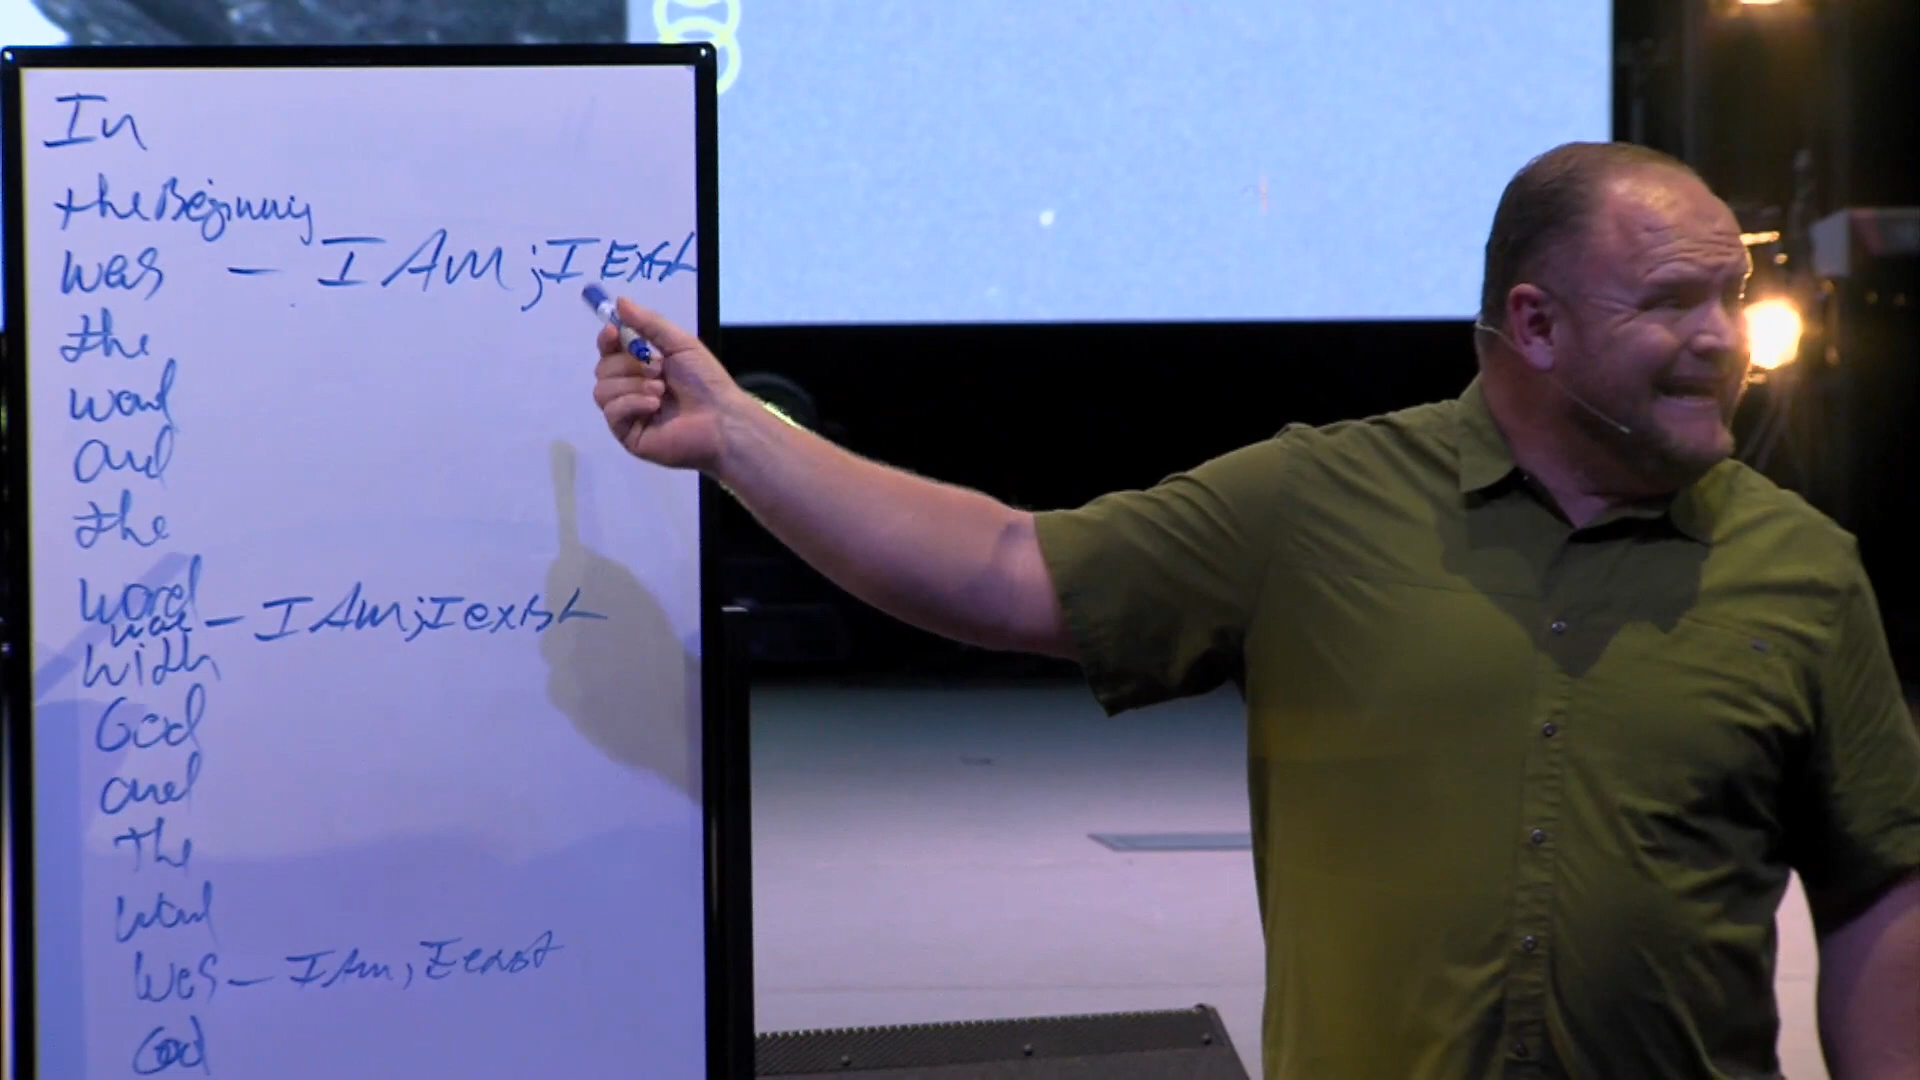 In
the Beginning
was - I Am ; I Exist
the
word
and
the
word
was - I Am ; I exist
with
God
and
The
word
was - I Am ; I exist
God